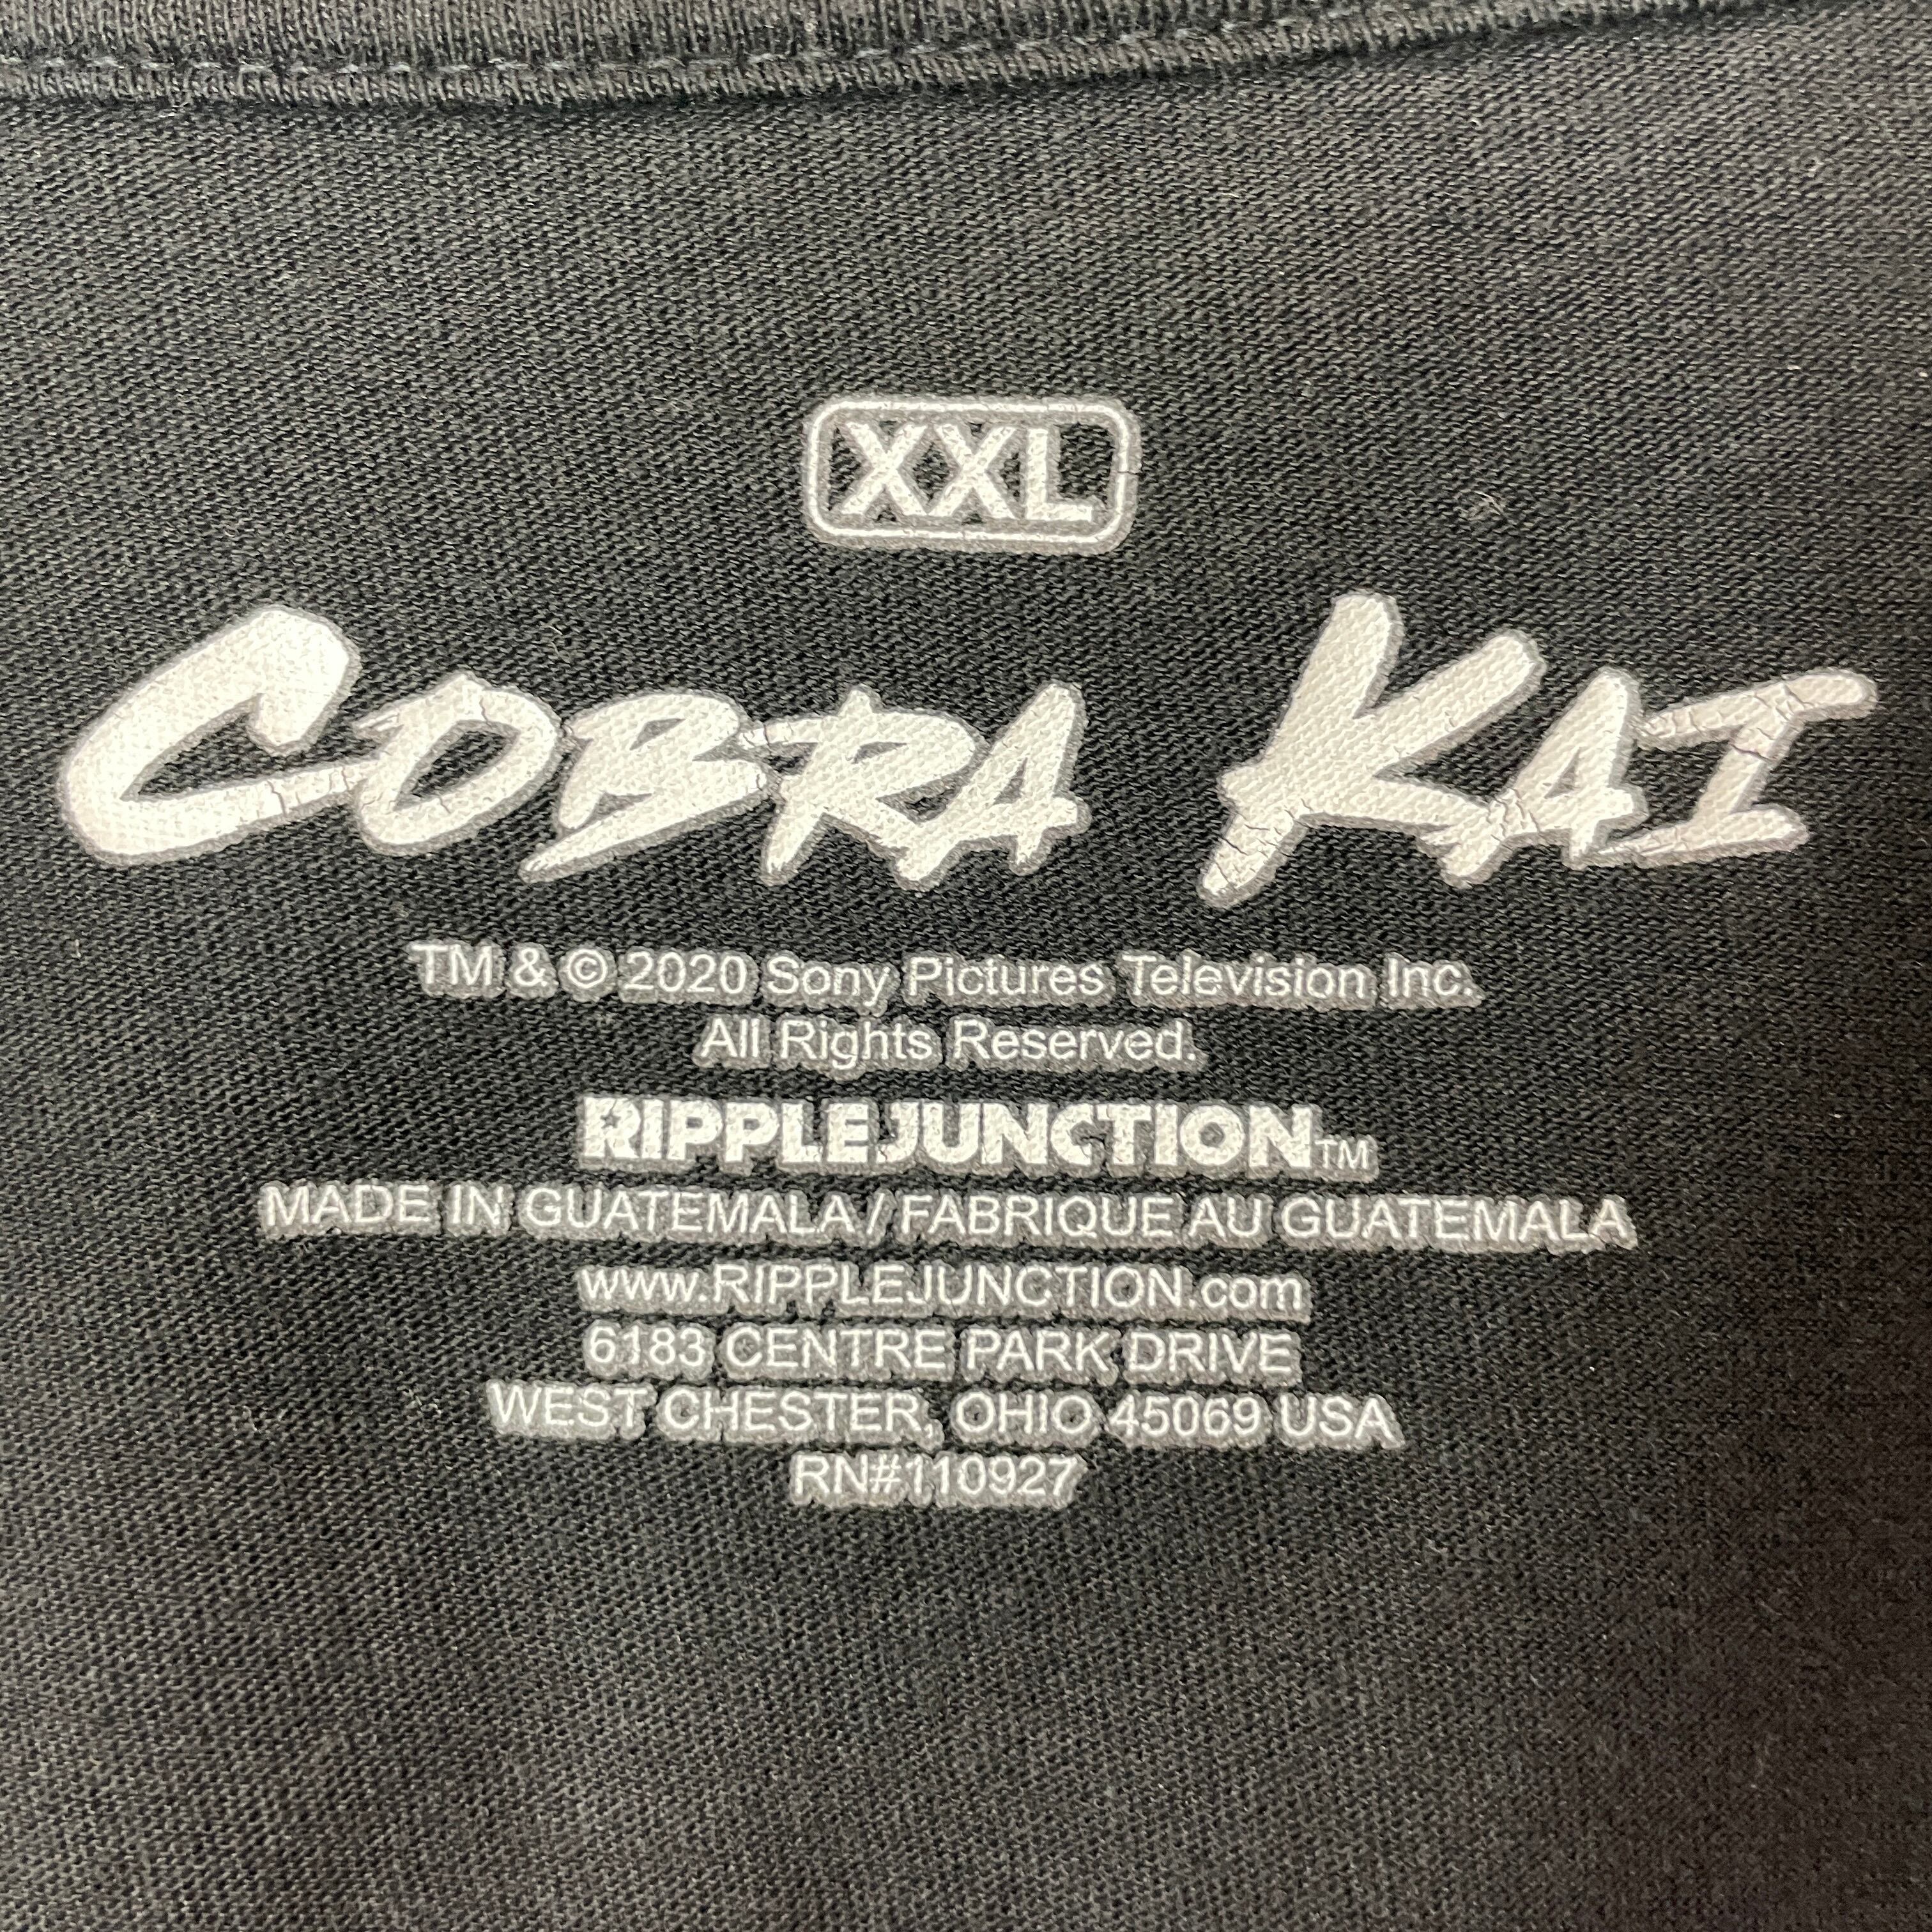 XXL
COBRA KAI
TM & © 2020 Sony Pictures Television Inc.
All Rights Reserved.
RIPPLEJUNCTION™
MADE IN GUATEMALA / FABRIQUE AU GUATEMALA
www.RIPPLEJUNCTION.com
6183 CENTRE PARK DRIVE
WEST CHESTER, OHIO 45069 USA
RN#110927